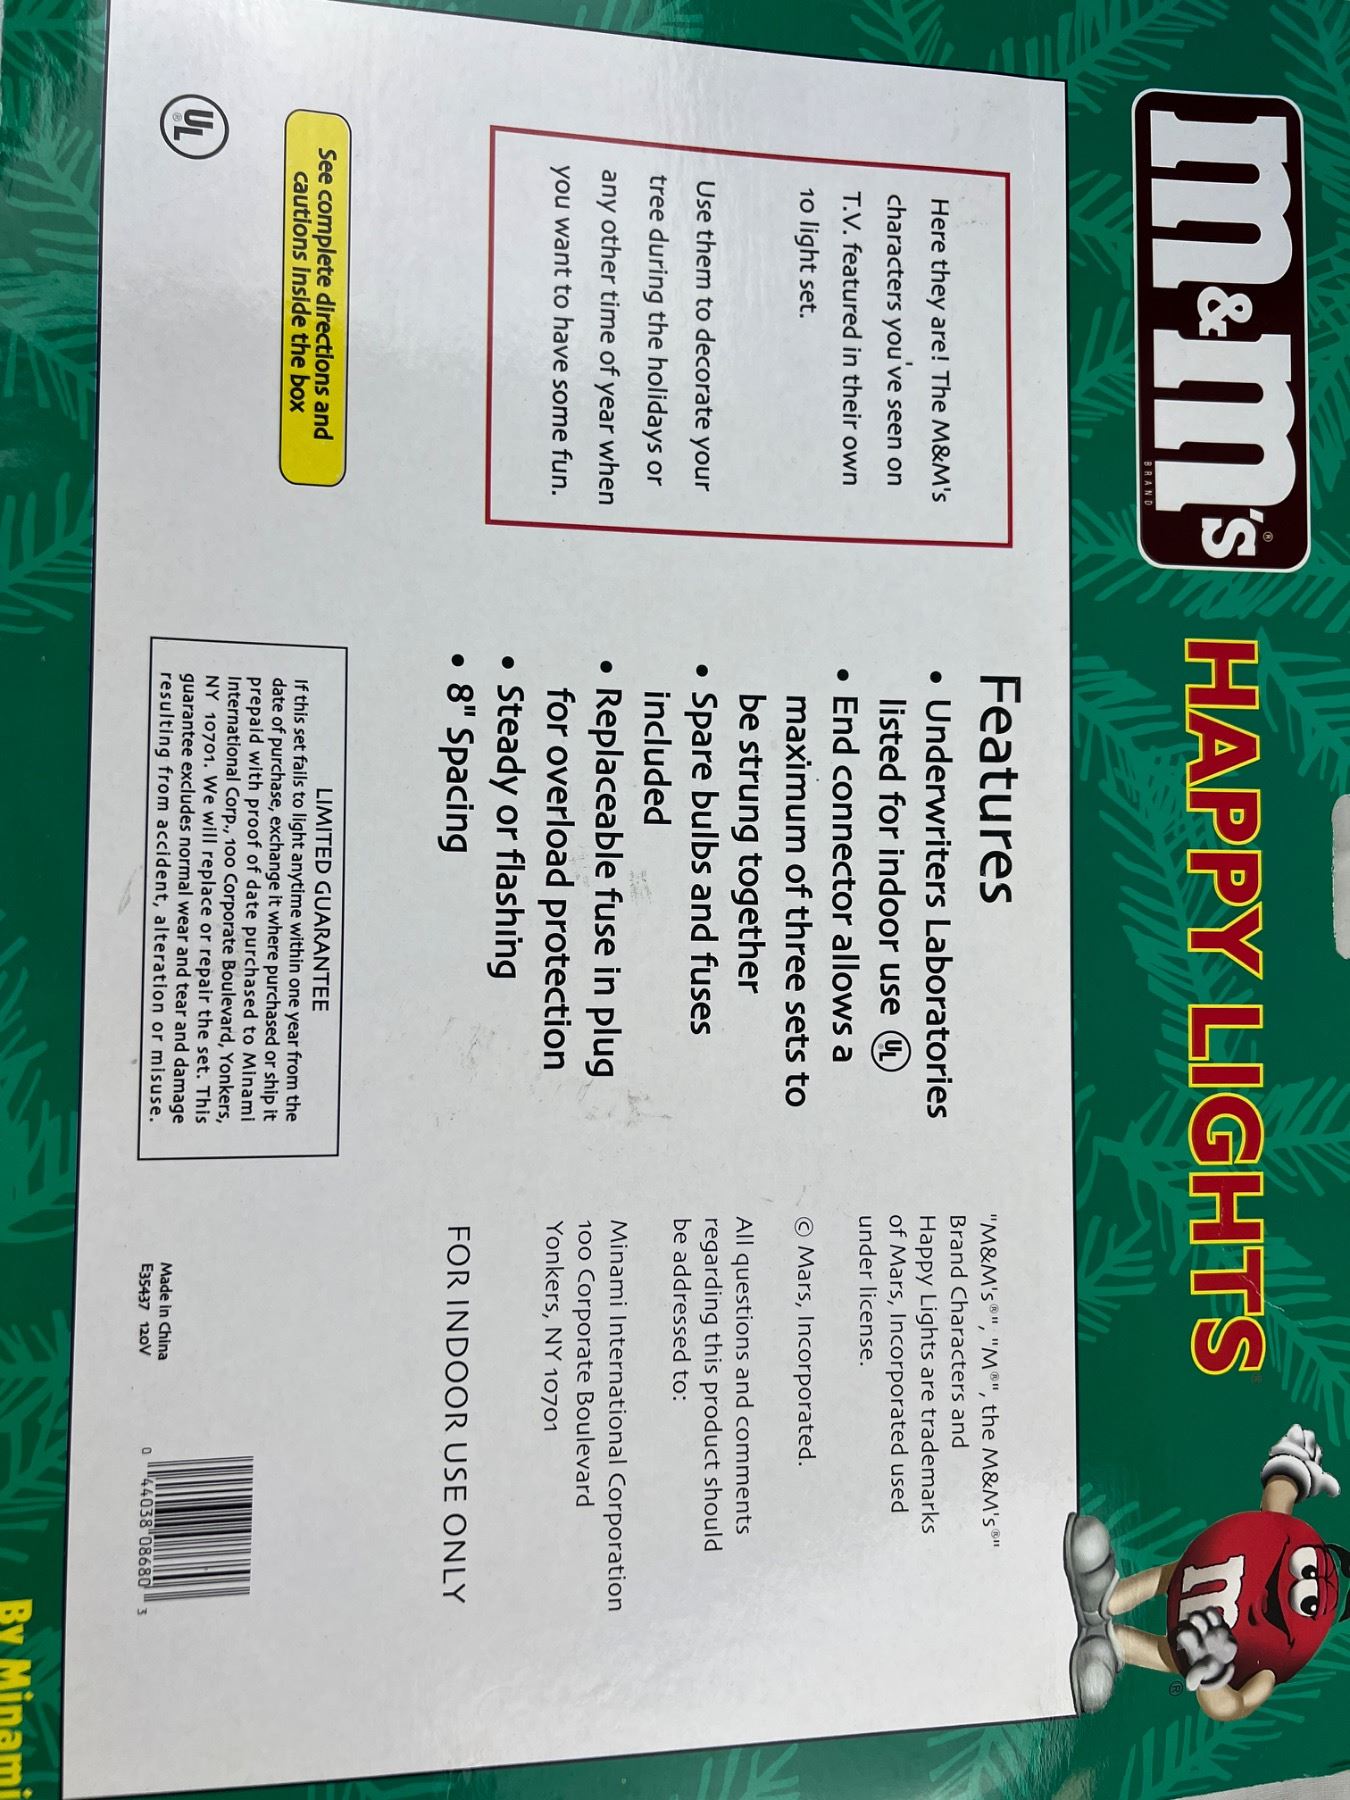 m&m's®
BRAND
HAPPY LIGHTS®
m
®
Here they are! The M&M's
characters you've seen on
T.V. featured in their own
10 light set.
Use them to decorate your
tree during the holidays or
any other time of year when
you want to have some fun.
See complete directions and
cautions inside the box
UL®
Features
• Underwriters Laboratories
listed for indoor use UL
• End connector allows a
maximum of three sets to
be strung together
• Spare bulbs and fuses
included
• Replaceable fuse in plug
for overload protection
• Steady or flashing
• 8" Spacing
LIMITED GUARANTEE
If this set fails to light anytime within one year from the
date of purchase, exchange it where purchased or ship it
prepaid with proof of date purchased to Minami
International Corp., 100 Corporate Boulevard, Yonkers,
NY 10701. We will replace or repair the set. This
guarantee excludes normal wear and tear and damage
resulting from accident, alteration or misuse.
"M&M's®", "M®", the M&M's®"
Brand Characters and
Happy Lights are trademarks
of Mars, Incorporated used
under license.
© Mars, Incorporated.
All questions and comments
regarding this product should
be addressed to:
Minami International Corporation
100 Corporate Boulevard
Yonkers, NY 10701
FOR INDOOR USE ONLY
Made in China
E35437 120V
0 44038 08680 3
By Minami